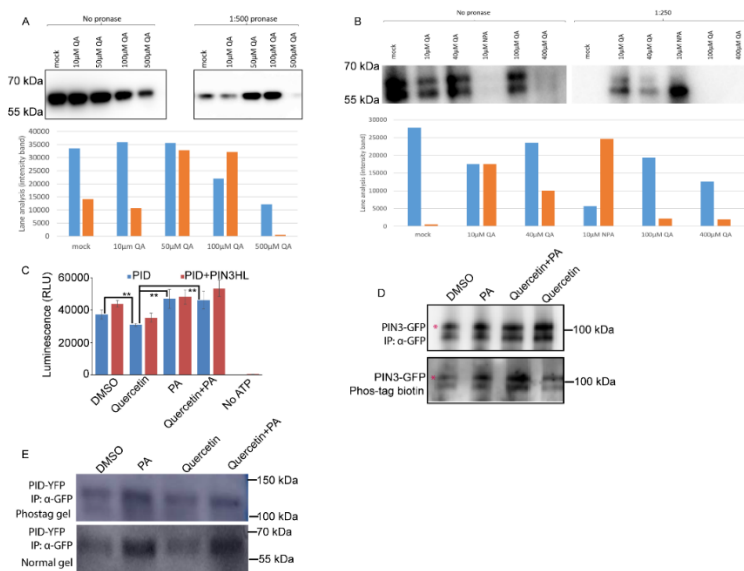 A
No pronase
1:500 pronase
mock
10µM QA
50µM QA
100µM QA
500µM QA
mock
10µM QA
50µM QA
100µM QA
500µM QA
70 kDa
55 kDa
70 kDa
55 kDa
Lane analysis (intensity band)
40000
35000
30000
25000
20000
15000
10000
5000
0
mock
10µm QA
50µM QA
100µM QA
500µM QA
B
No pronase
1:250
mock
10µM QA
40µM QA
10µM NPA
100µM QA
400µM QA
mock
10µM QA
40µM QA
10µM NPA
100µM QA
400µM QA
70 kDa
55 kDa
Lane analysis (intensity band)
30000
25000
20000
15000
10000
5000
0
mock
10µM QA
40µM QA
10µM NPA
100µM QA
400µM QA
C
PID
PID+PIN3HL
Luminescence (RLU)
60000
40000
20000
0
**
**
**
DMSO
Quercetin
PA
Quercetin+PA
No ATP
D
DMSO
PA
Quercetin+PA
Quercetin
PIN3-GFP
IP: α-GFP
100 kDa
PIN3-GFP
Phos-tag biotin
100 kDa
E
DMSO
PA
Quercetin
Quercetin+PA
PID-YFP
IP: α-GFP
Phostag gel
150 kDa
100 kDa
PID-YFP
IP: α-GFP
Normal gel
70 kDa
55 kDa